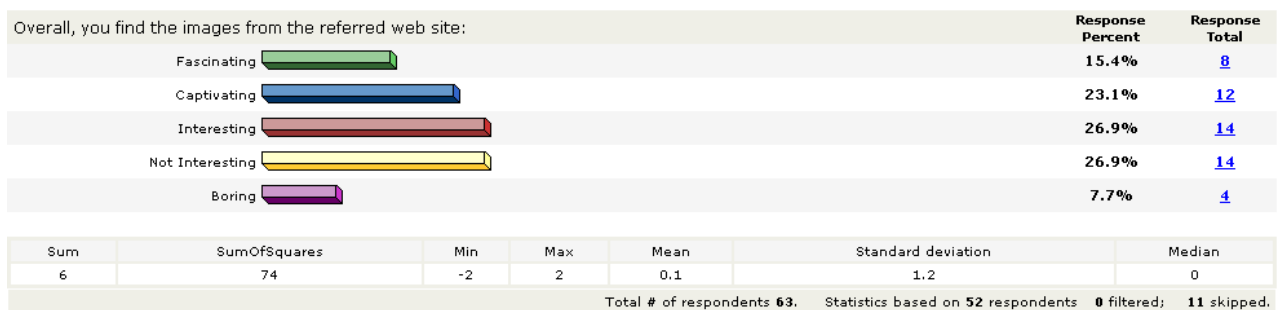 Overall, you find the images from the referred web site: Response Percent Response Total
Fascinating 15.4% 8
Captivating 23.1% 12
Interesting 26.9% 14
Not Interesting 26.9% 14
Boring 7.7% 4
Sum SumOfSquares Min Max Mean Standard deviation Median
6 74 -2 2 0.1 1.2 0
Total # of respondents 63. Statistics based on 52 respondents 0 filtered; 11 skipped.